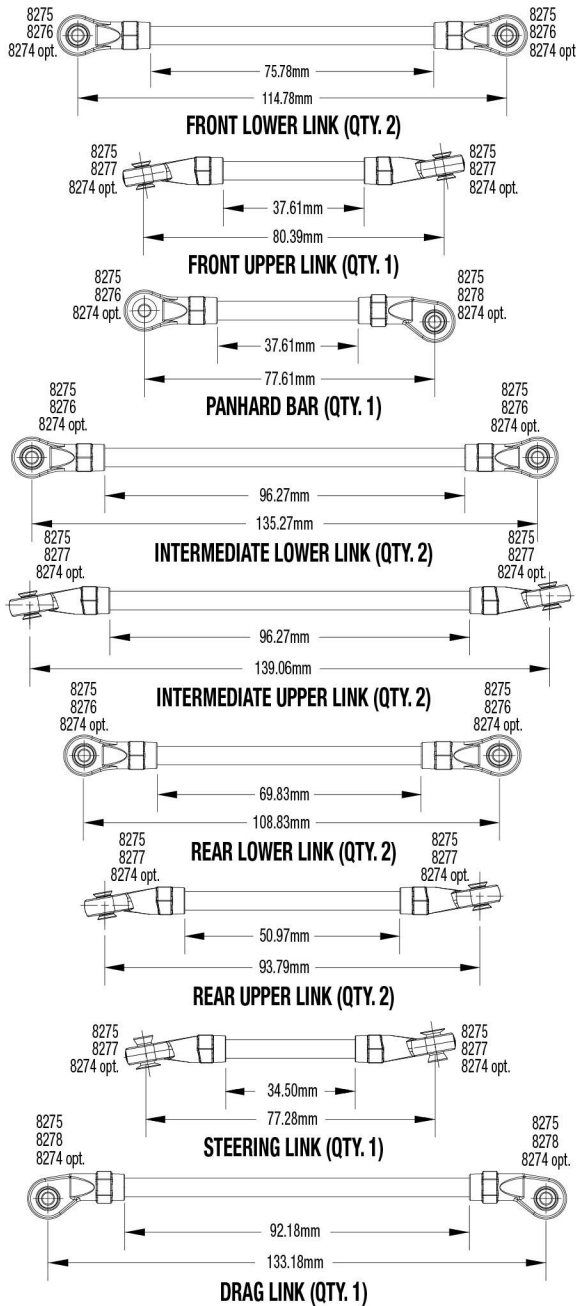 8275
8276
8274 opt.
8275
8276
8274 opt
75.78mm
114.78mm
FRONT LOWER LINK (QTY. 2)
8275
8277
8274 opt.
8275
8277
8274 opt.
37.61mm
80.39mm
FRONT UPPER LINK (QTY. 1)
8275
8276
8274 opt.
8275
8278
8274 opt.
37.61mm
77.61mm
PANHARD BAR (QTY. 1)
8275
8276
8274 opt.
8275
8276
8274 opt.
96.27mm
135.27mm
INTERMEDIATE LOWER LINK (QTY. 2)
8275
8277
8274 opt.
8275
8277
8274 opt.
96.27mm
139.06mm
INTERMEDIATE UPPER LINK (QTY. 2)
8275
8276
8274 opt.
8275
8276
8274 opt.
69.83mm
108.83mm
REAR LOWER LINK (QTY. 2)
8275
8277
8274 opt.
8275
8277
8274 opt.
50.97mm
93.79mm
REAR UPPER LINK (QTY. 2)
8275
8277
8274 opt.
8275
8277
8274 opt.
34.50mm
77.28mm
STEERING LINK (QTY. 1)
8275
8278
8274 opt.
8275
8278
8274 opt.
92.18mm
133.18mm
DRAG LINK (QTY. 1)